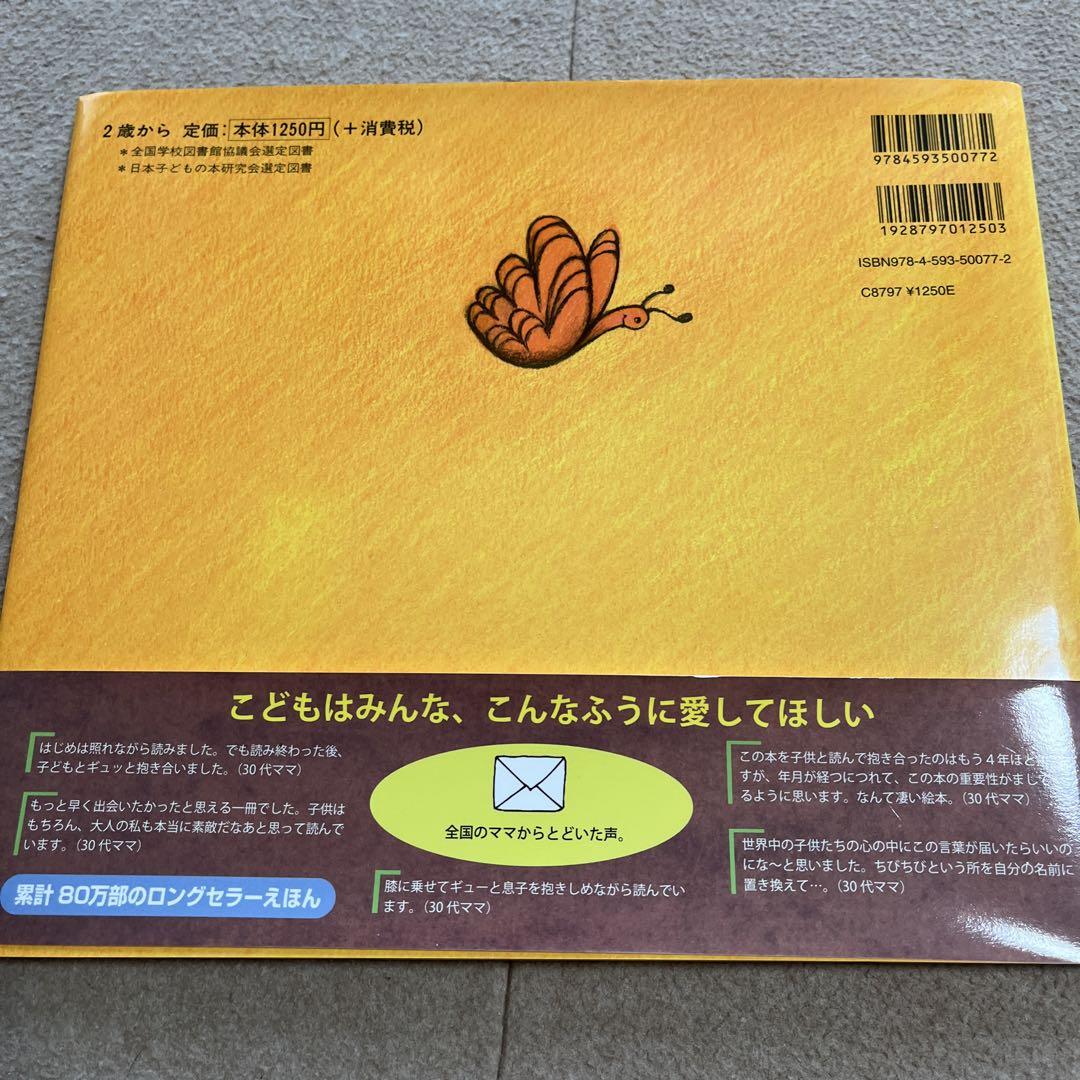 2歳から 定価：本体1250円（＋消費税）
＊全国学校図書館協議会選定図書
＊日本子どもの本研究会選定図書
9784593500772
1928797012503
ISBN978-4-593-50077-2
C8797 ¥1250E
こどもはみんな、こんなふうに愛してほしい
はじめは照れながら読みました。でも読み終わった後、
子どもとギュッと抱き合いました。（30代ママ）
もっと早く出会いたかったと思える一冊でした。子供は
もちろん、大人の私も本当に素敵だなあと思って読んで
います。（30代ママ）
累計80万部のロングセラーえほん
全国のママからとどいた声。
膝に乗せてギューと息子を抱きしめながら読んでい
ます。（30代ママ）
この本を子供と読んで抱き合ったのはもう4年ほど
すが、年月が経つにつれて、この本の重要性がまして
るように思います。なんて凄い絵本。（30代ママ）
世界中の子供たちの心の中にこの言葉が届いたらいいの
にな〜と思いました。ちびちびという所を自分の名前に
置き換えて…。（30代ママ）